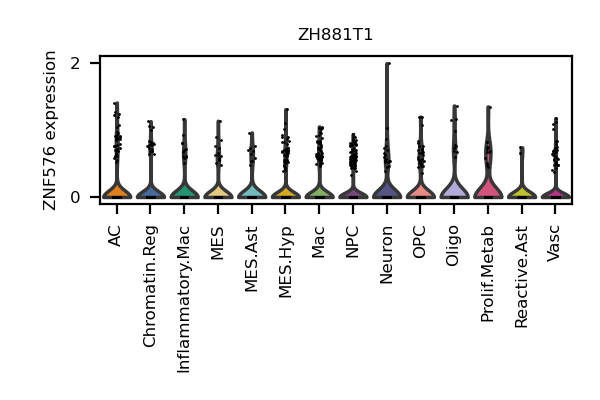 ZH881T1
ZNF576 expression
2
0
AC
Chromatin.Reg
Inflammatory.Mac
MES
MES.Ast
MES.Hyp
Mac
NPC
Neuron
OPC
Oligo
Prolif.Metab
Reactive.Ast
Vasc